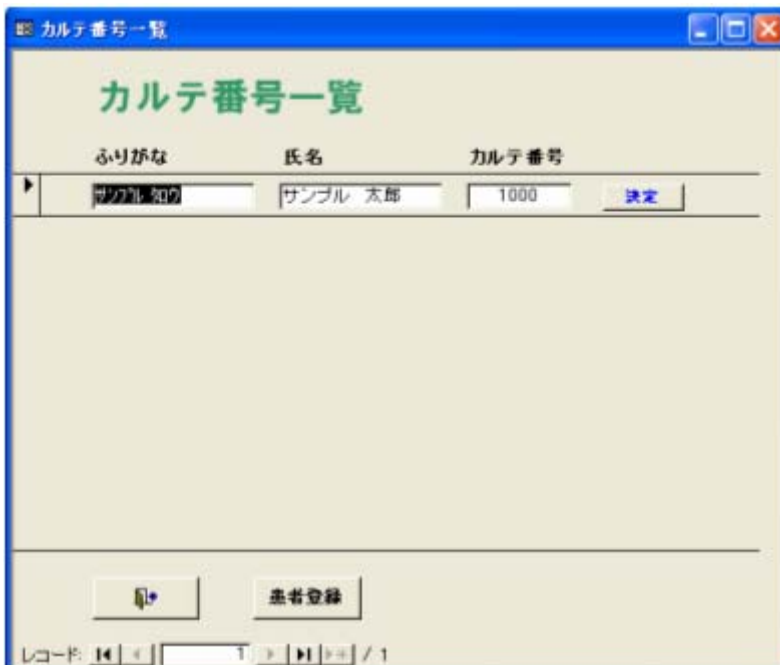 カルテ番号一覧
カルテ番号一覧
ふりがな 氏名 カルテ番号
ｻﾝﾌﾟﾙ ﾀﾛｳ サンプル 太郎 1000 決定
患者登録
レコード: 1 / 1